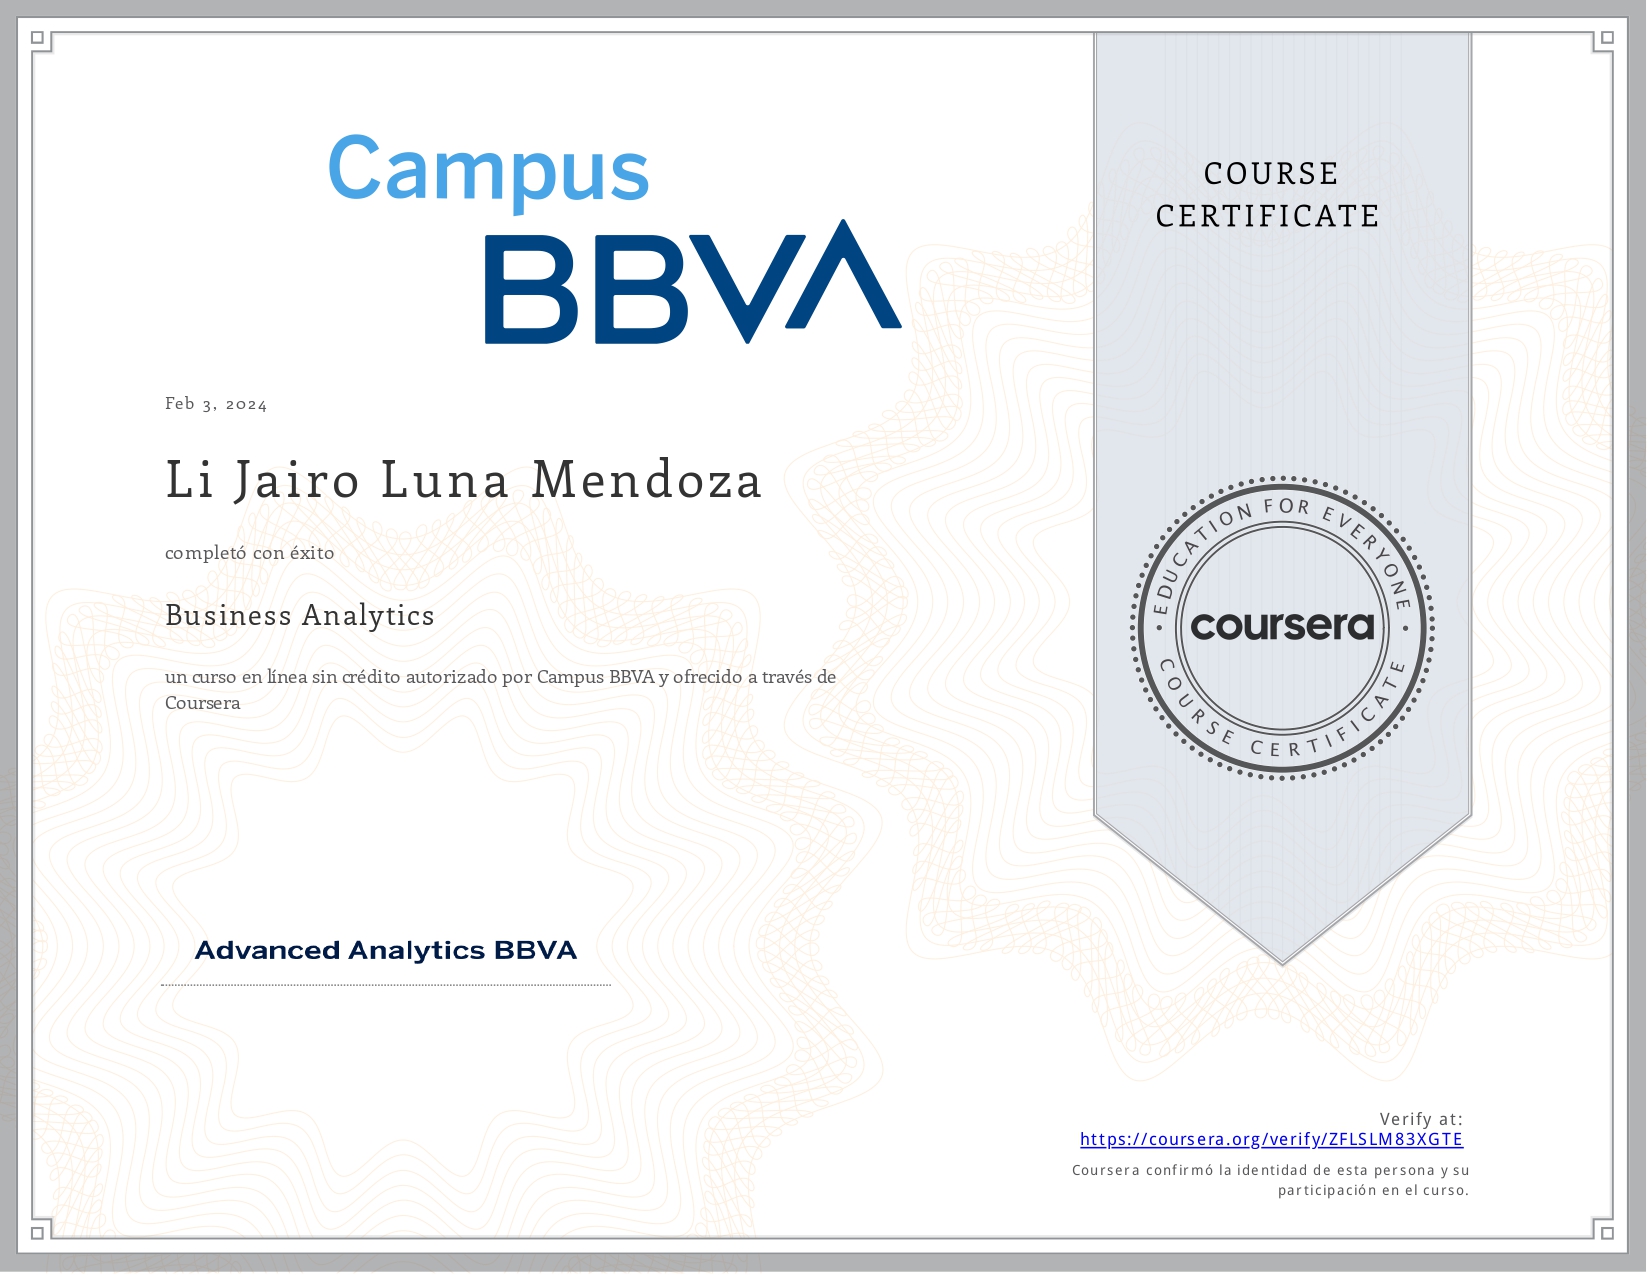 Campus
BBVA
COURSE
CERTIFICATE
Feb 3, 2024
Li Jairo Luna Mendoza
completó con éxito
Business Analytics
un curso en línea sin crédito autorizado por Campus BBVA y ofrecido a través de
Coursera
EDUCATION FOR EVERYONE
coursera
COURSE CERTIFICATE
Advanced Analytics BBVA
Verify at:
https://coursera.org/verify/ZFLSLM83XGTE
Coursera confirmó la identidad de esta persona y su
participación en el curso.